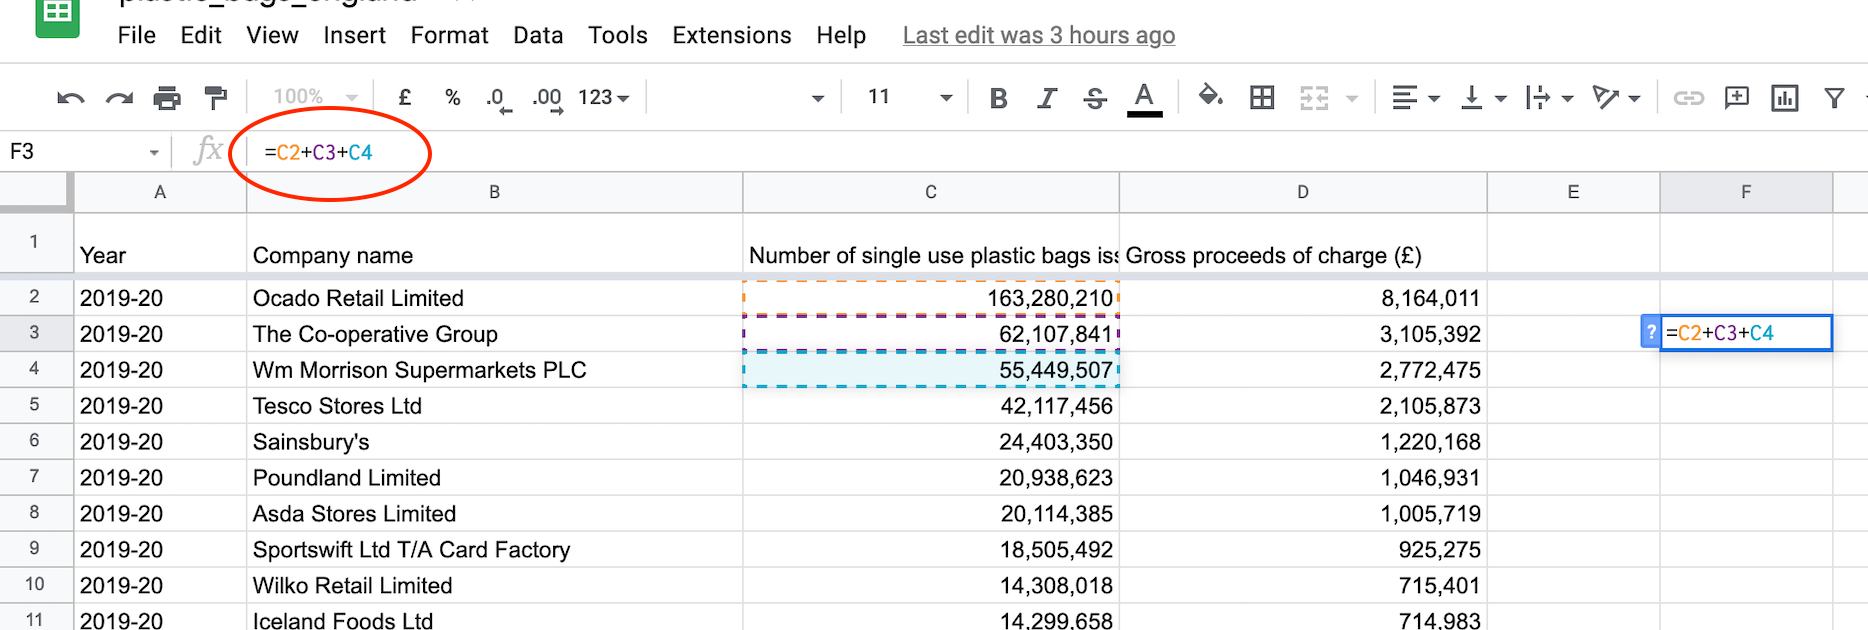 File Edit View Insert Format Data Tools Extensions Help Last edit was 3 hours ago
100% £ % .0 .00 123 11 B I S A
F3 fx =C2+C3+C4
A B C D E F
1 Year Company name Number of single use plastic bags iss Gross proceeds of charge (£)
2 2019-20 Ocado Retail Limited 163,280,210 8,164,011
3 2019-20 The Co-operative Group 62,107,841 3,105,392 ? =C2+C3+C4
4 2019-20 Wm Morrison Supermarkets PLC 55,449,507 2,772,475
5 2019-20 Tesco Stores Ltd 42,117,456 2,105,873
6 2019-20 Sainsbury's 24,403,350 1,220,168
7 2019-20 Poundland Limited 20,938,623 1,046,931
8 2019-20 Asda Stores Limited 20,114,385 1,005,719
9 2019-20 Sportswift Ltd T/A Card Factory 18,505,492 925,275
10 2019-20 Wilko Retail Limited 14,308,018 715,401
11 2019-20 Iceland Foods Ltd 14,299,658 714,983